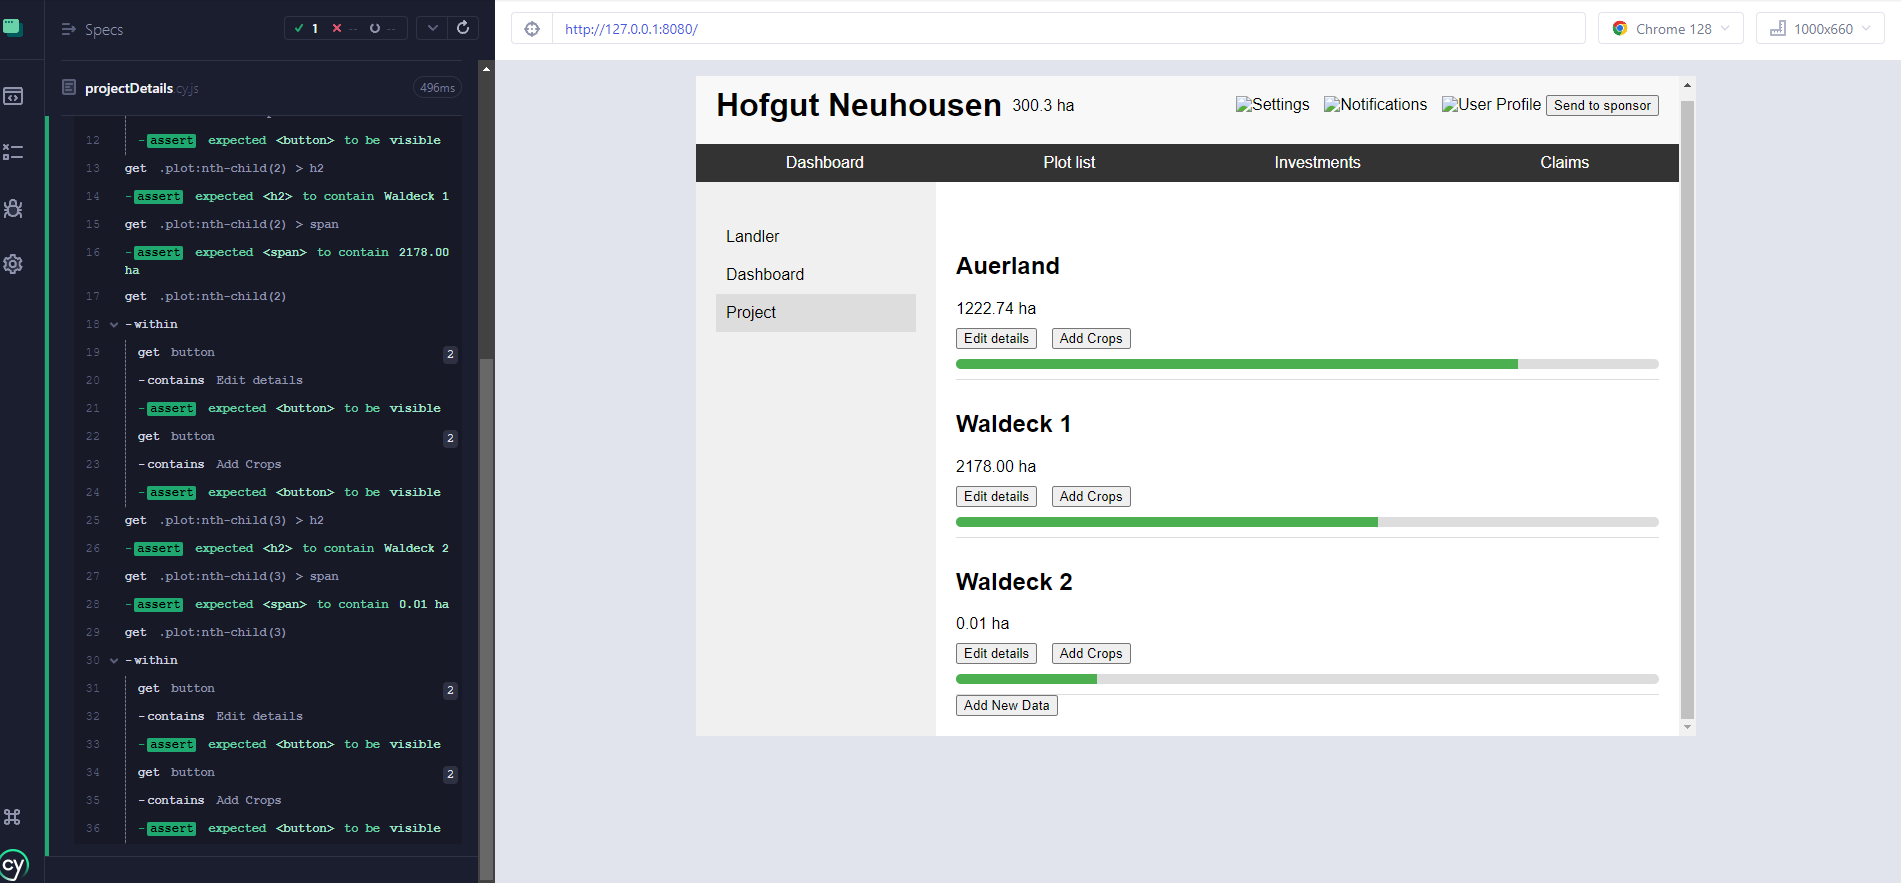 Specs
1
--
--
projectDetails.cy.js
496ms
12 -assert expected <button> to be visible
13 get .plot:nth-child(2) > h2
14 -assert expected <h2> to contain Waldeck 1
15 get .plot:nth-child(2) > span
16 -assert expected <span> to contain 2178.00
ha
17 get .plot:nth-child(2)
18 -within
19 get button 2
20 -contains Edit details
21 -assert expected <button> to be visible
22 get button 2
23 -contains Add Crops
24 -assert expected <button> to be visible
25 get .plot:nth-child(3) > h2
26 -assert expected <h2> to contain Waldeck 2
27 get .plot:nth-child(3) > span
28 -assert expected <span> to contain 0.01 ha
29 get .plot:nth-child(3)
30 -within
31 get button 2
32 -contains Edit details
33 -assert expected <button> to be visible
34 get button 2
35 -contains Add Crops
36 -assert expected <button> to be visible
cy
http://127.0.0.1:8080/
Chrome 128
1000x660
Hofgut Neuhousen 300.3 ha
Settings Notifications User Profile Send to sponsor
Dashboard Plot list Investments Claims
Landler
Dashboard
Project
Auerland
1222.74 ha
Edit details Add Crops
Waldeck 1
2178.00 ha
Edit details Add Crops
Waldeck 2
0.01 ha
Edit details Add Crops
Add New Data